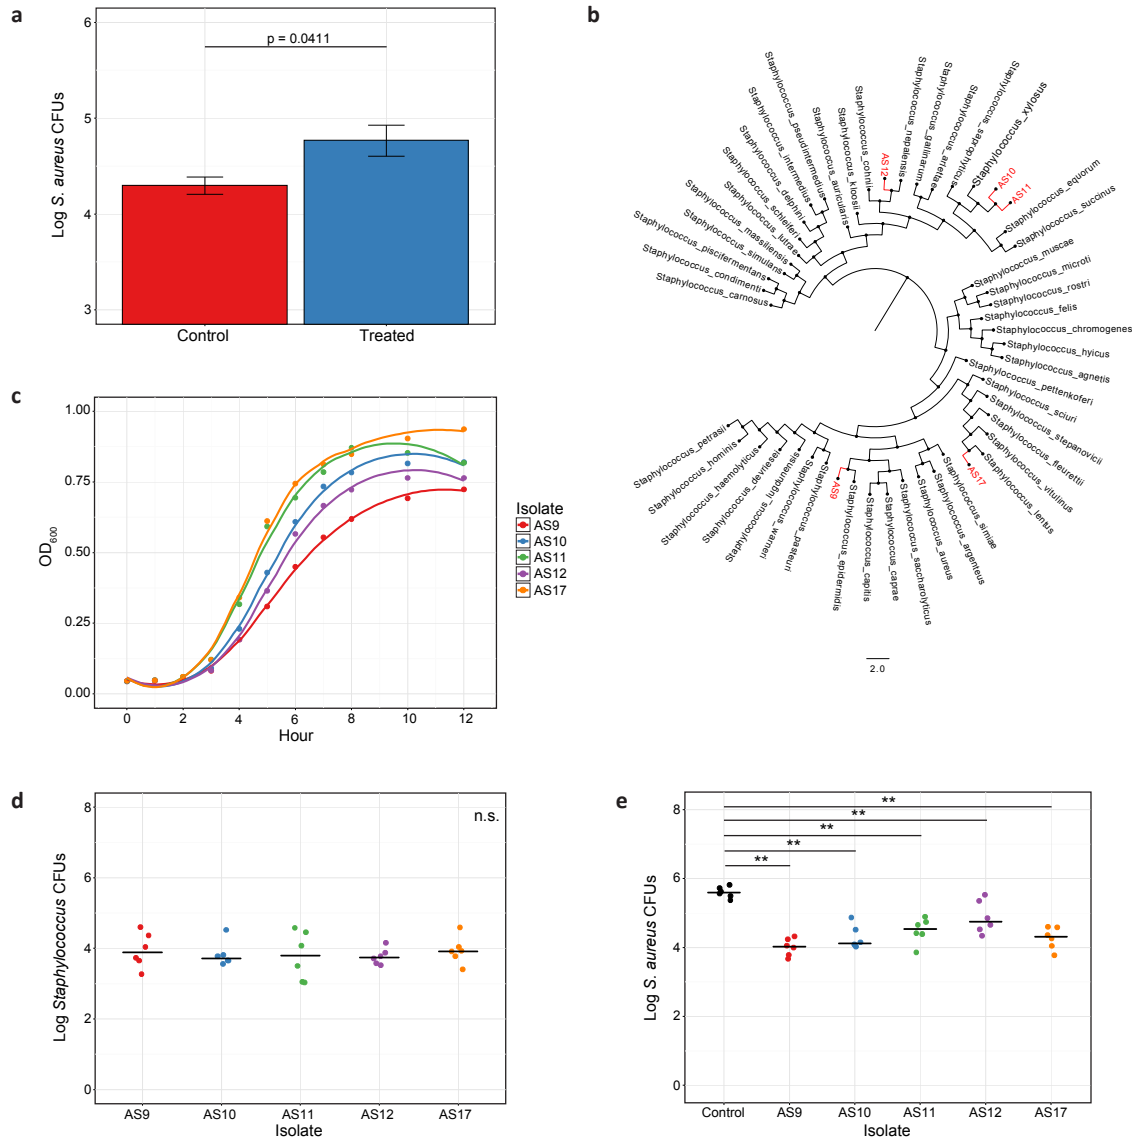 a
6
5
4
3
Log S. aureus CFUs
p = 0.0411
Control
Treated
b
Staphylococcus_carnosus
Staphylococcus_condimenti
Staphylococcus_piscifermentans
Staphylococcus_simulans
Staphylococcus_massiliensis
Staphylococcus_lutrae
Staphylococcus_schleiferi
Staphylococcus_delphini
Staphylococcus_intermedius
Staphylococcus_pseudintermedius
Staphylococcus_auricularis
Staphylococcus_kloosii
Staphylococcus_cohnii
AS12
Staphylococcus_nepalensis
Staphylococcus_gallinarum
Staphylococcus_arlettae
Staphylococcus_saprophyticus
Staphylococcus_xylosus
AS10
AS11
Staphylococcus_equorum
Staphylococcus_succinus
Staphylococcus_muscae
Staphylococcus_microti
Staphylococcus_rostri
Staphylococcus_felis
Staphylococcus_chromogenes
Staphylococcus_hyicus
Staphylococcus_agnetis
Staphylococcus_pettenkoferi
Staphylococcus_sciuri
Staphylococcus_stepanovicii
Staphylococcus_fleurettii
Staphylococcus_vitulinus
Staphylococcus_lentus
AS17
Staphylococcus_simiae
Staphylococcus_argenteus
Staphylococcus_aureus
Staphylococcus_saccharolyticus
Staphylococcus_caprae
Staphylococcus_capitis
Staphylococcus_epidermidis
AS9
Staphylococcus_pasteuri
Staphylococcus_warneri
Staphylococcus_lugdunensis
Staphylococcus_devriesei
Staphylococcus_haemolyticus
Staphylococcus_hominis
Staphylococcus_petrasii
2.0
c
1.00
0.75
0.50
0.25
0.00
OD600
0 2 4 6 8 10 12
Hour
Isolate
AS9
AS10
AS11
AS12
AS17
d
8
6
4
2
0
Log Staphylococcus CFUs
n.s.
AS9 AS10 AS11 AS12 AS17
Isolate
e
8
6
4
2
0
Log S. aureus CFUs
**
**
**
**
**
Control AS9 AS10 AS11 AS12 AS17
Isolate